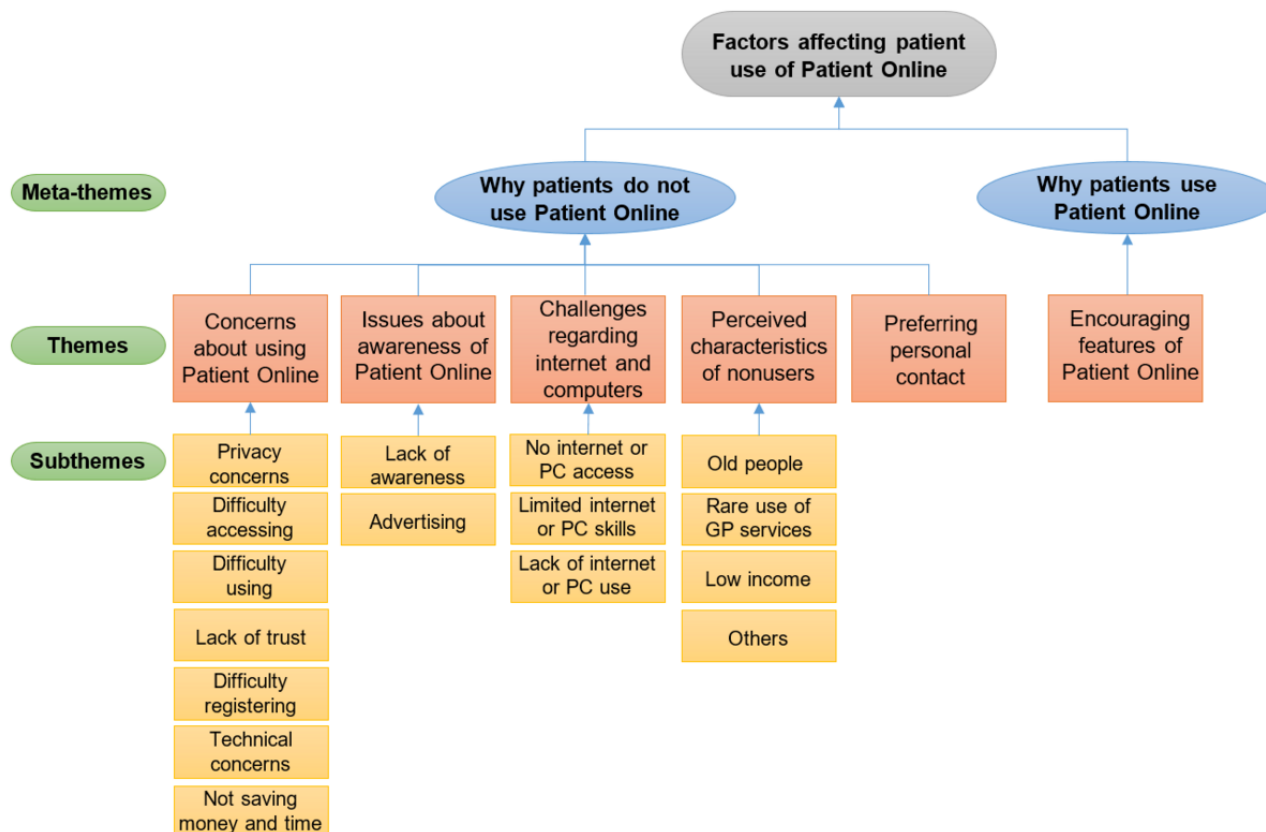 Factors affecting patient
use of Patient Online
Meta-themes
Why patients do not
use Patient Online
Why patients use
Patient Online
Themes
Concerns
about using
Patient Online
Issues about
awareness of
Patient Online
Challenges
regarding
internet and
computers
Perceived
characteristics
of nonusers
Preferring
personal
contact
Encouraging
features of
Patient Online
Subthemes
Privacy
concerns
Difficulty
accessing
Difficulty
using
Lack of trust
Difficulty
registering
Technical
concerns
Not saving
money and time
Lack of
awareness
Advertising
No internet or
PC access
Limited internet
or PC skills
Lack of internet
or PC use
Old people
Rare use of
GP services
Low income
Others